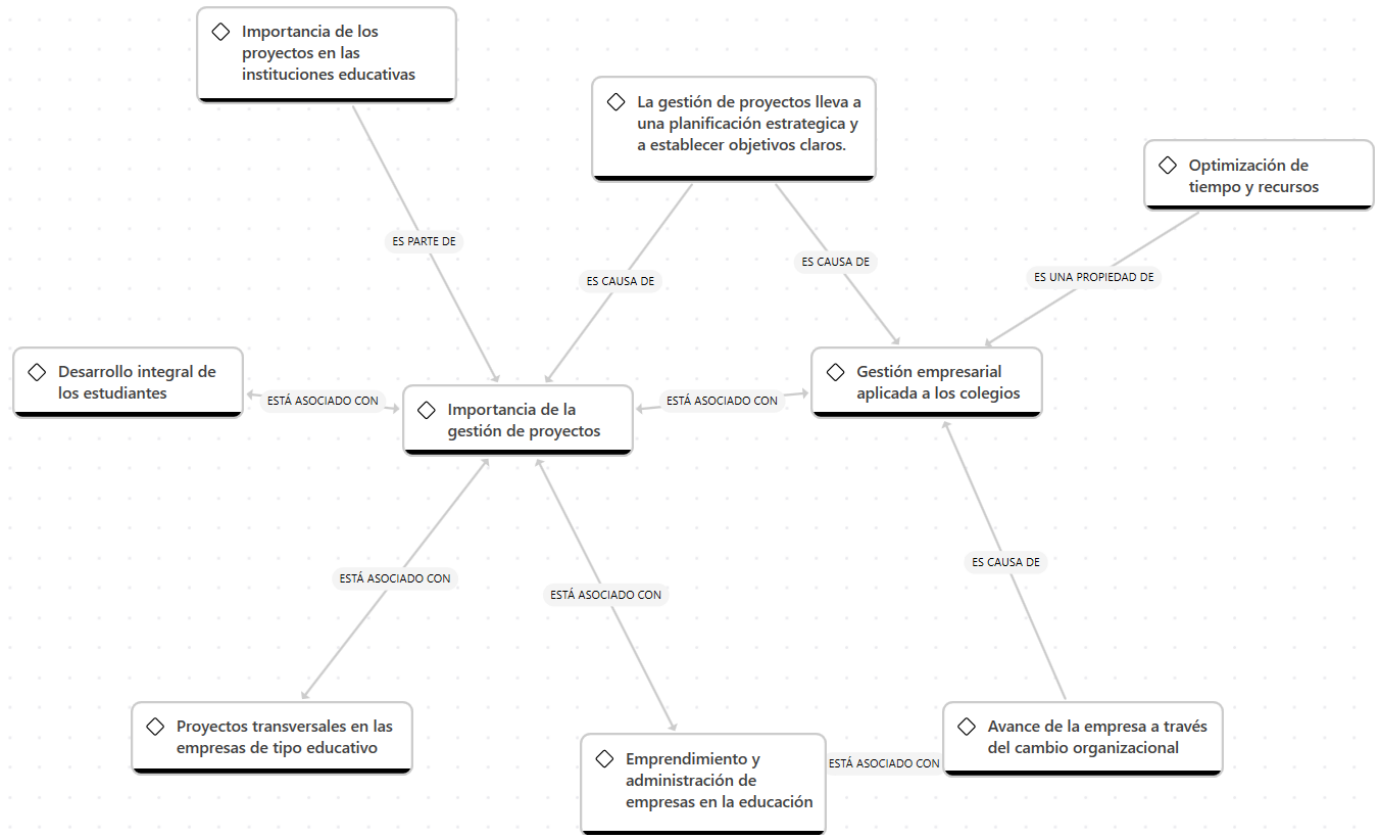 Importancia de los
proyectos en las
instituciones educativas
La gestión de proyectos lleva a
una planificación estrategica y
a establecer objetivos claros.
Optimización de
tiempo y recursos
ES PARTE DE
ES CAUSA DE
ES CAUSA DE
ES UNA PROPIEDAD DE
Desarrollo integral de
los estudiantes
ESTÁ ASOCIADO CON
Importancia de la
gestión de proyectos
ESTÁ ASOCIADO CON
Gestión empresarial
aplicada a los colegios
ESTÁ ASOCIADO CON
ESTÁ ASOCIADO CON
ES CAUSA DE
Proyectos transversales en las
empresas de tipo educativo
Emprendimiento y
administración de
empresas en la educación
ESTÁ ASOCIADO CON
Avance de la empresa a través
del cambio organizacional